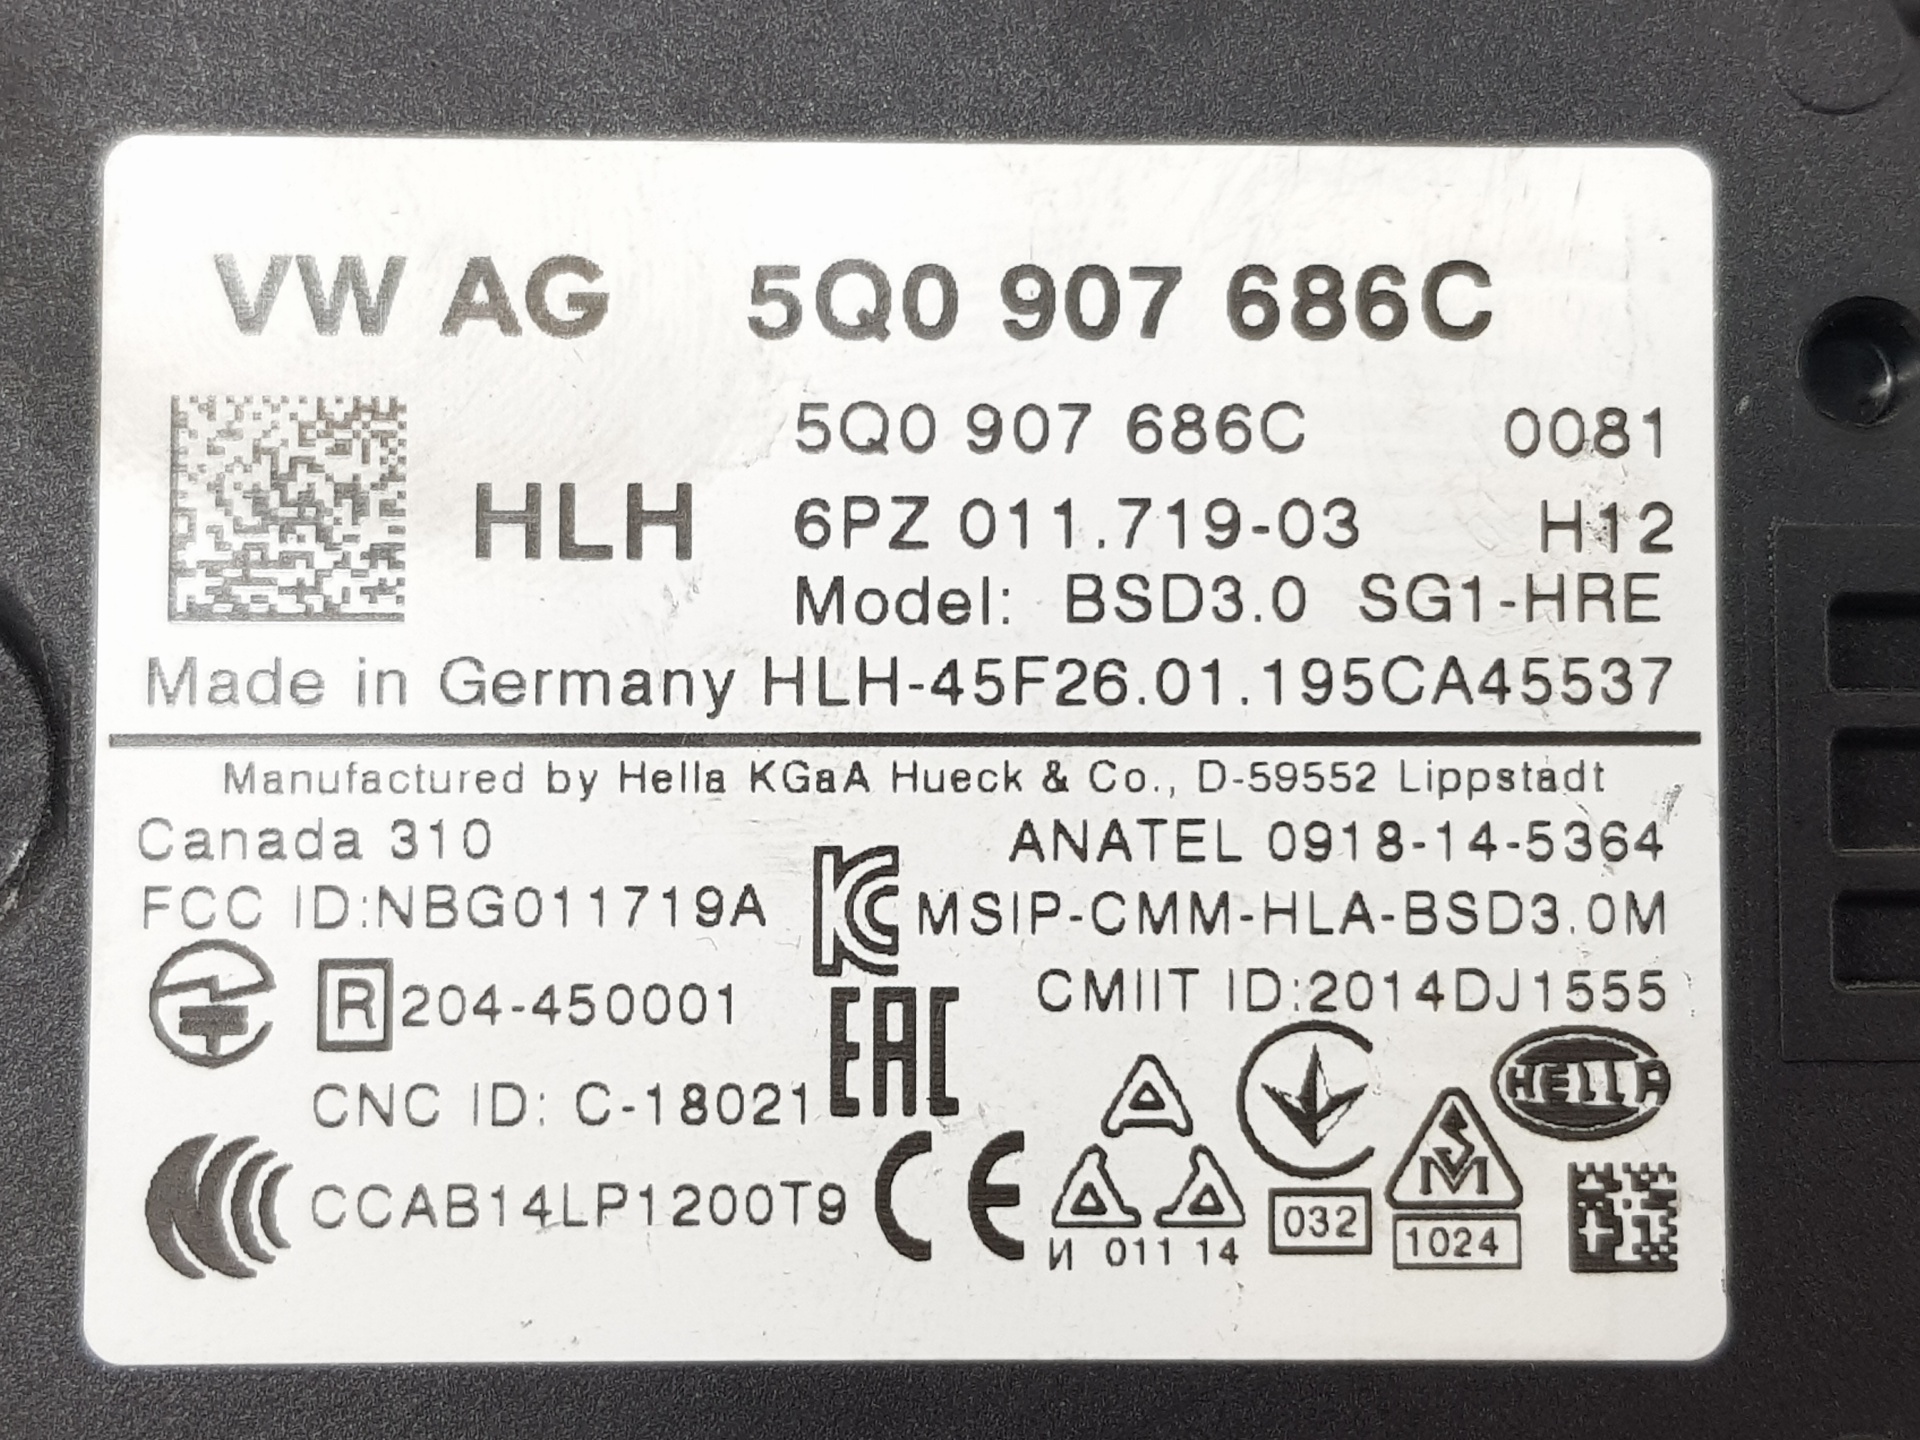 VW AG 5Q0 907 686C
5Q0 907 686C 0081
HLH 6PZ 011.719-03 H12
Model: BSD3.0 SG1-HRE
Made in Germany HLH-45F26.01.195CA45537
Manufactured by Hella KGaA Hueck & Co., D-59552 Lippstadt
Canada 310 ANATEL 0918-14-5364
FCC ID:NBG011719A KC MSIP-CMM-HLA-BSD3.0M
R 204-450001 CMIIT ID:2014DJ1555
EAC
HELLA
CNC ID: C-18021
CCAB14LP1200T9 CE
И 011 14
032
SM
1024